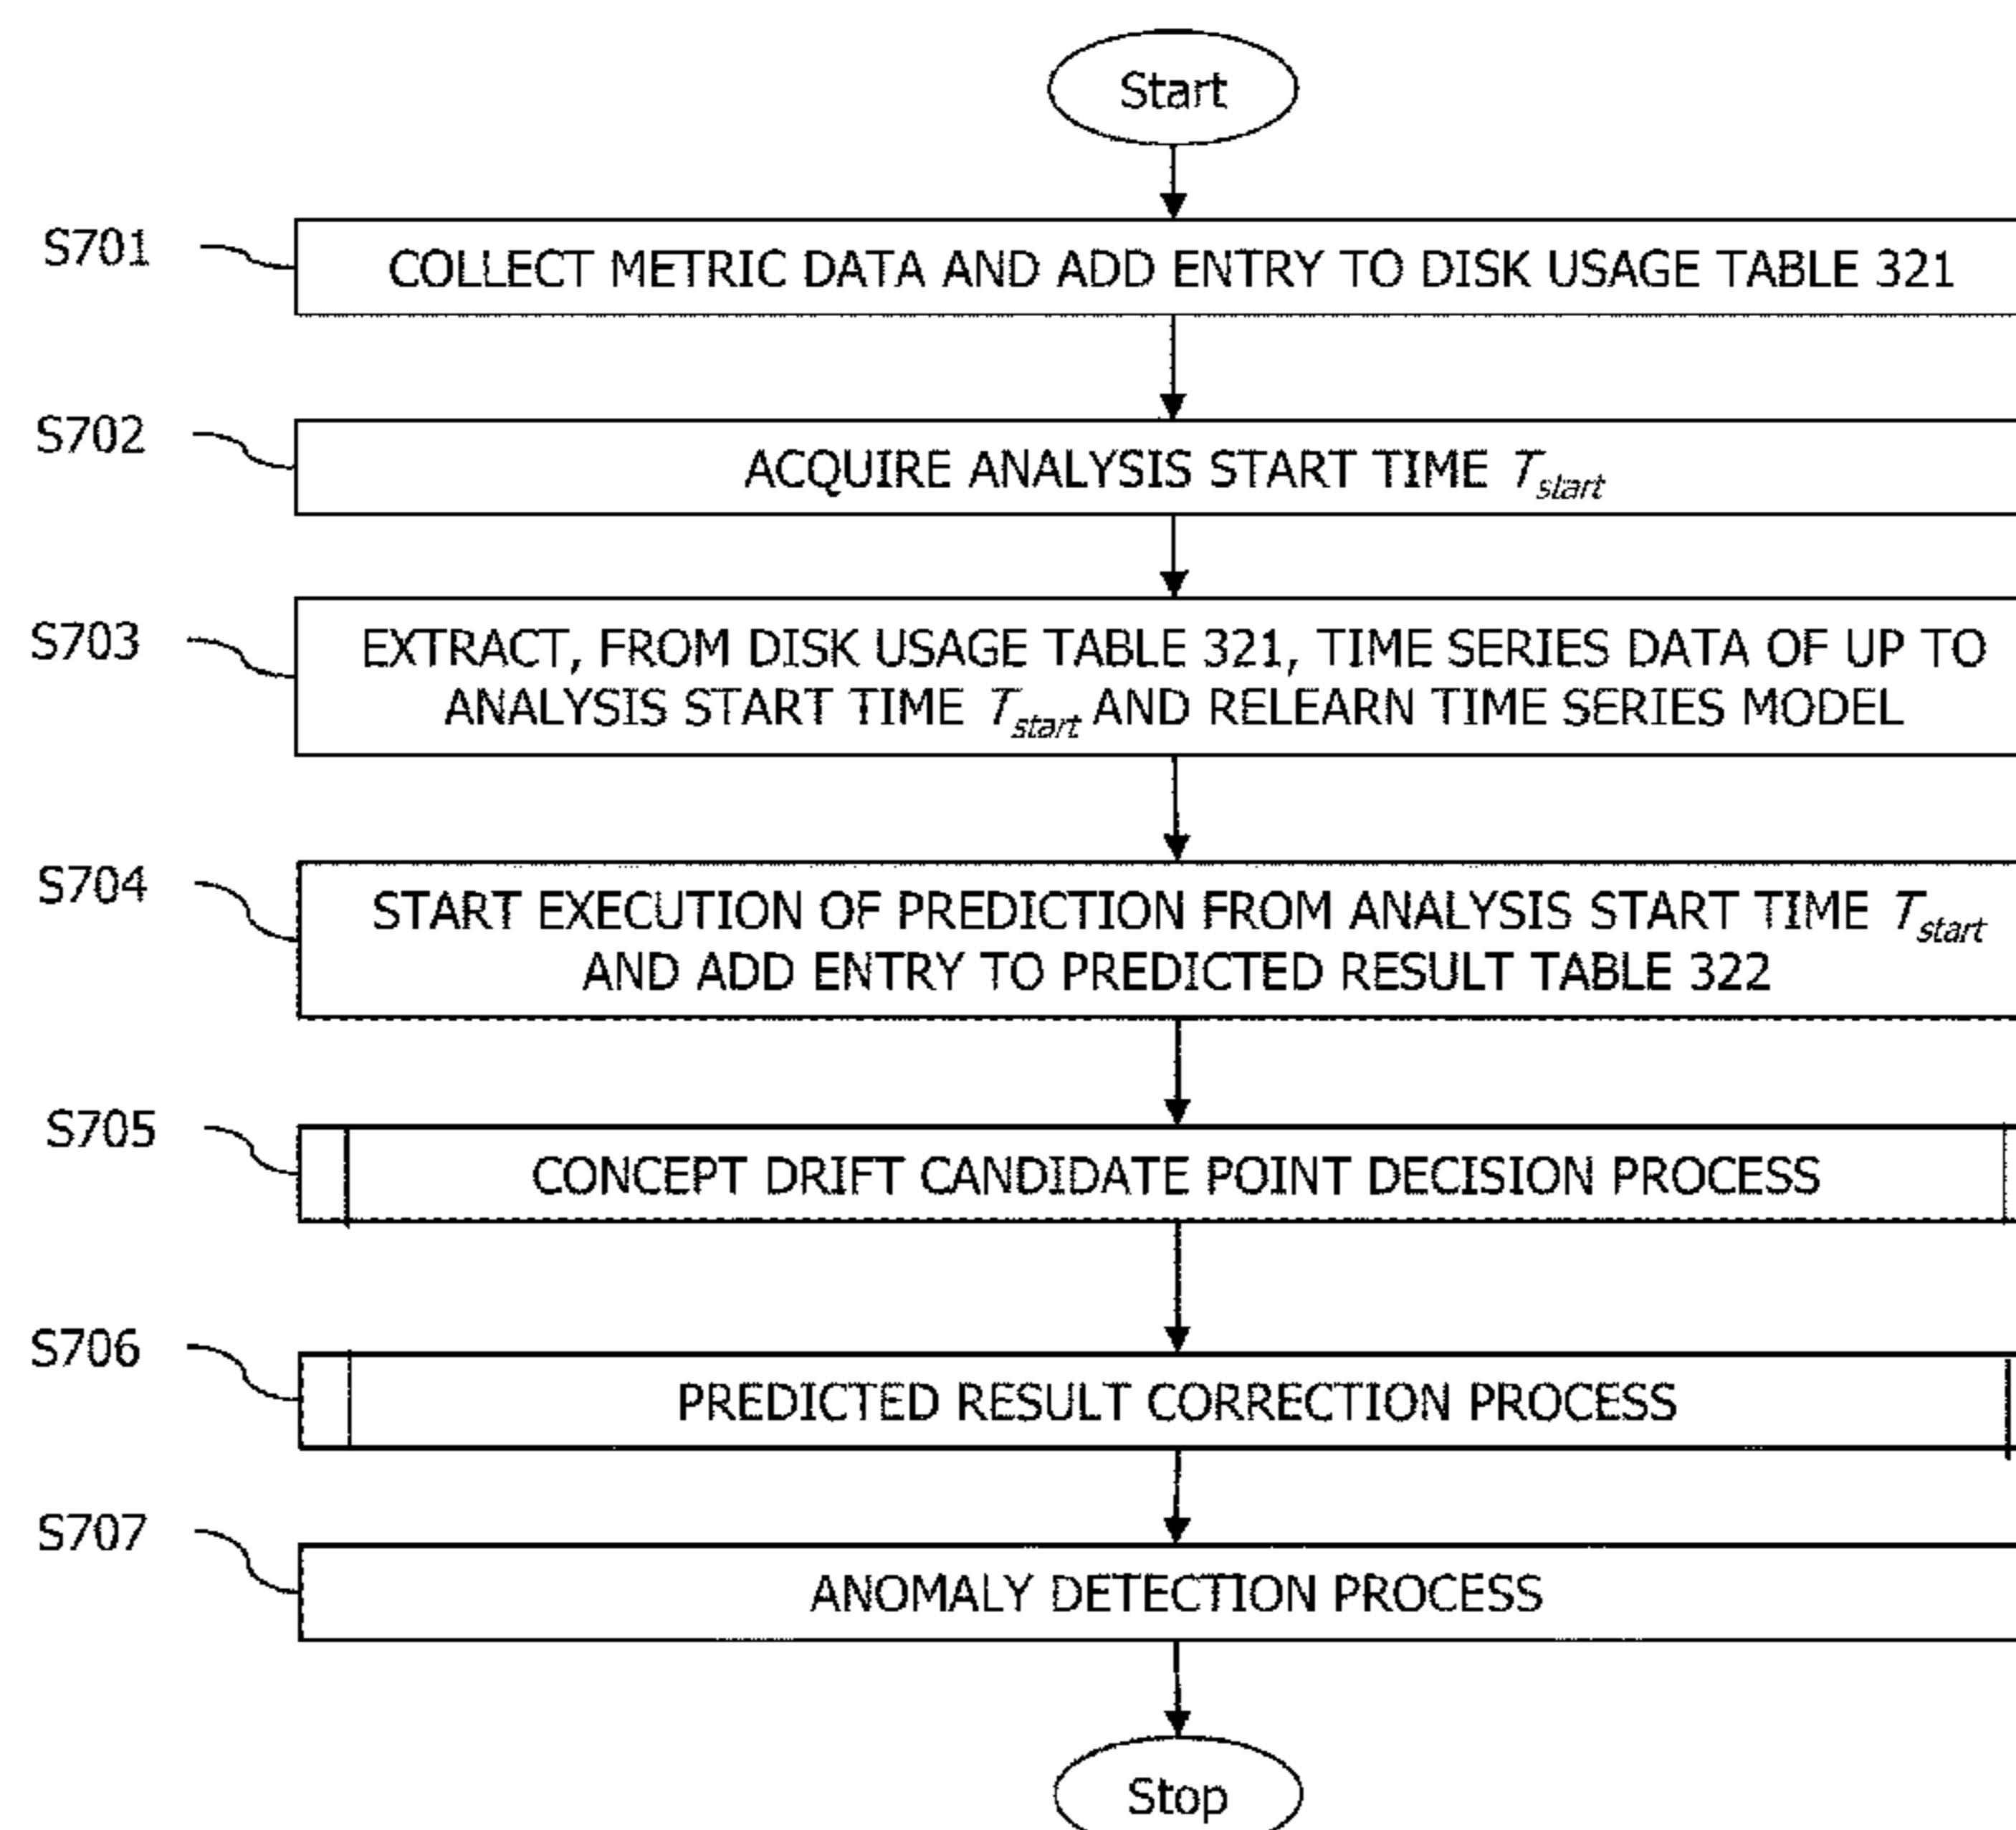 Start
S701
COLLECT METRIC DATA AND ADD ENTRY TO DISK USAGE TABLE 321
S702
ACQUIRE ANALYSIS START TIME Tstart
S703
EXTRACT, FROM DISK USAGE TABLE 321, TIME SERIES DATA OF UP TO
ANALYSIS START TIME Tstart AND RELEARN TIME SERIES MODEL
S704
START EXECUTION OF PREDICTION FROM ANALYSIS START TIME Tstart
AND ADD ENTRY TO PREDICTED RESULT TABLE 322
S705
CONCEPT DRIFT CANDIDATE POINT DECISION PROCESS
S706
PREDICTED RESULT CORRECTION PROCESS
S707
ANOMALY DETECTION PROCESS
Stop